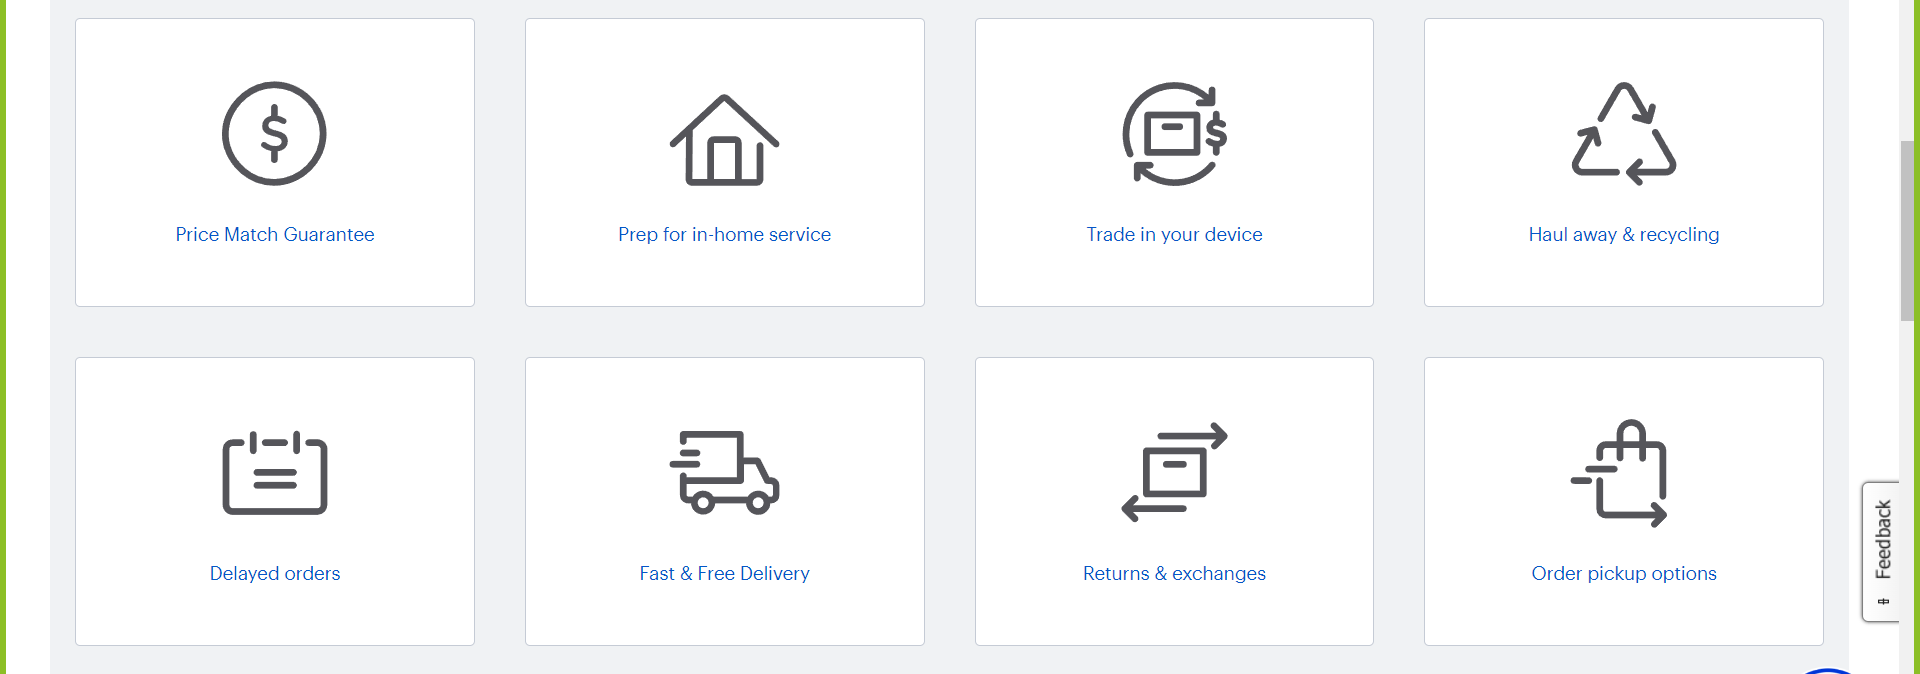 Price Match Guarantee
Prep for in-home service
Trade in your device
Haul away & recycling
Delayed orders
Fast & Free Delivery
Returns & exchanges
Order pickup options
Feedback